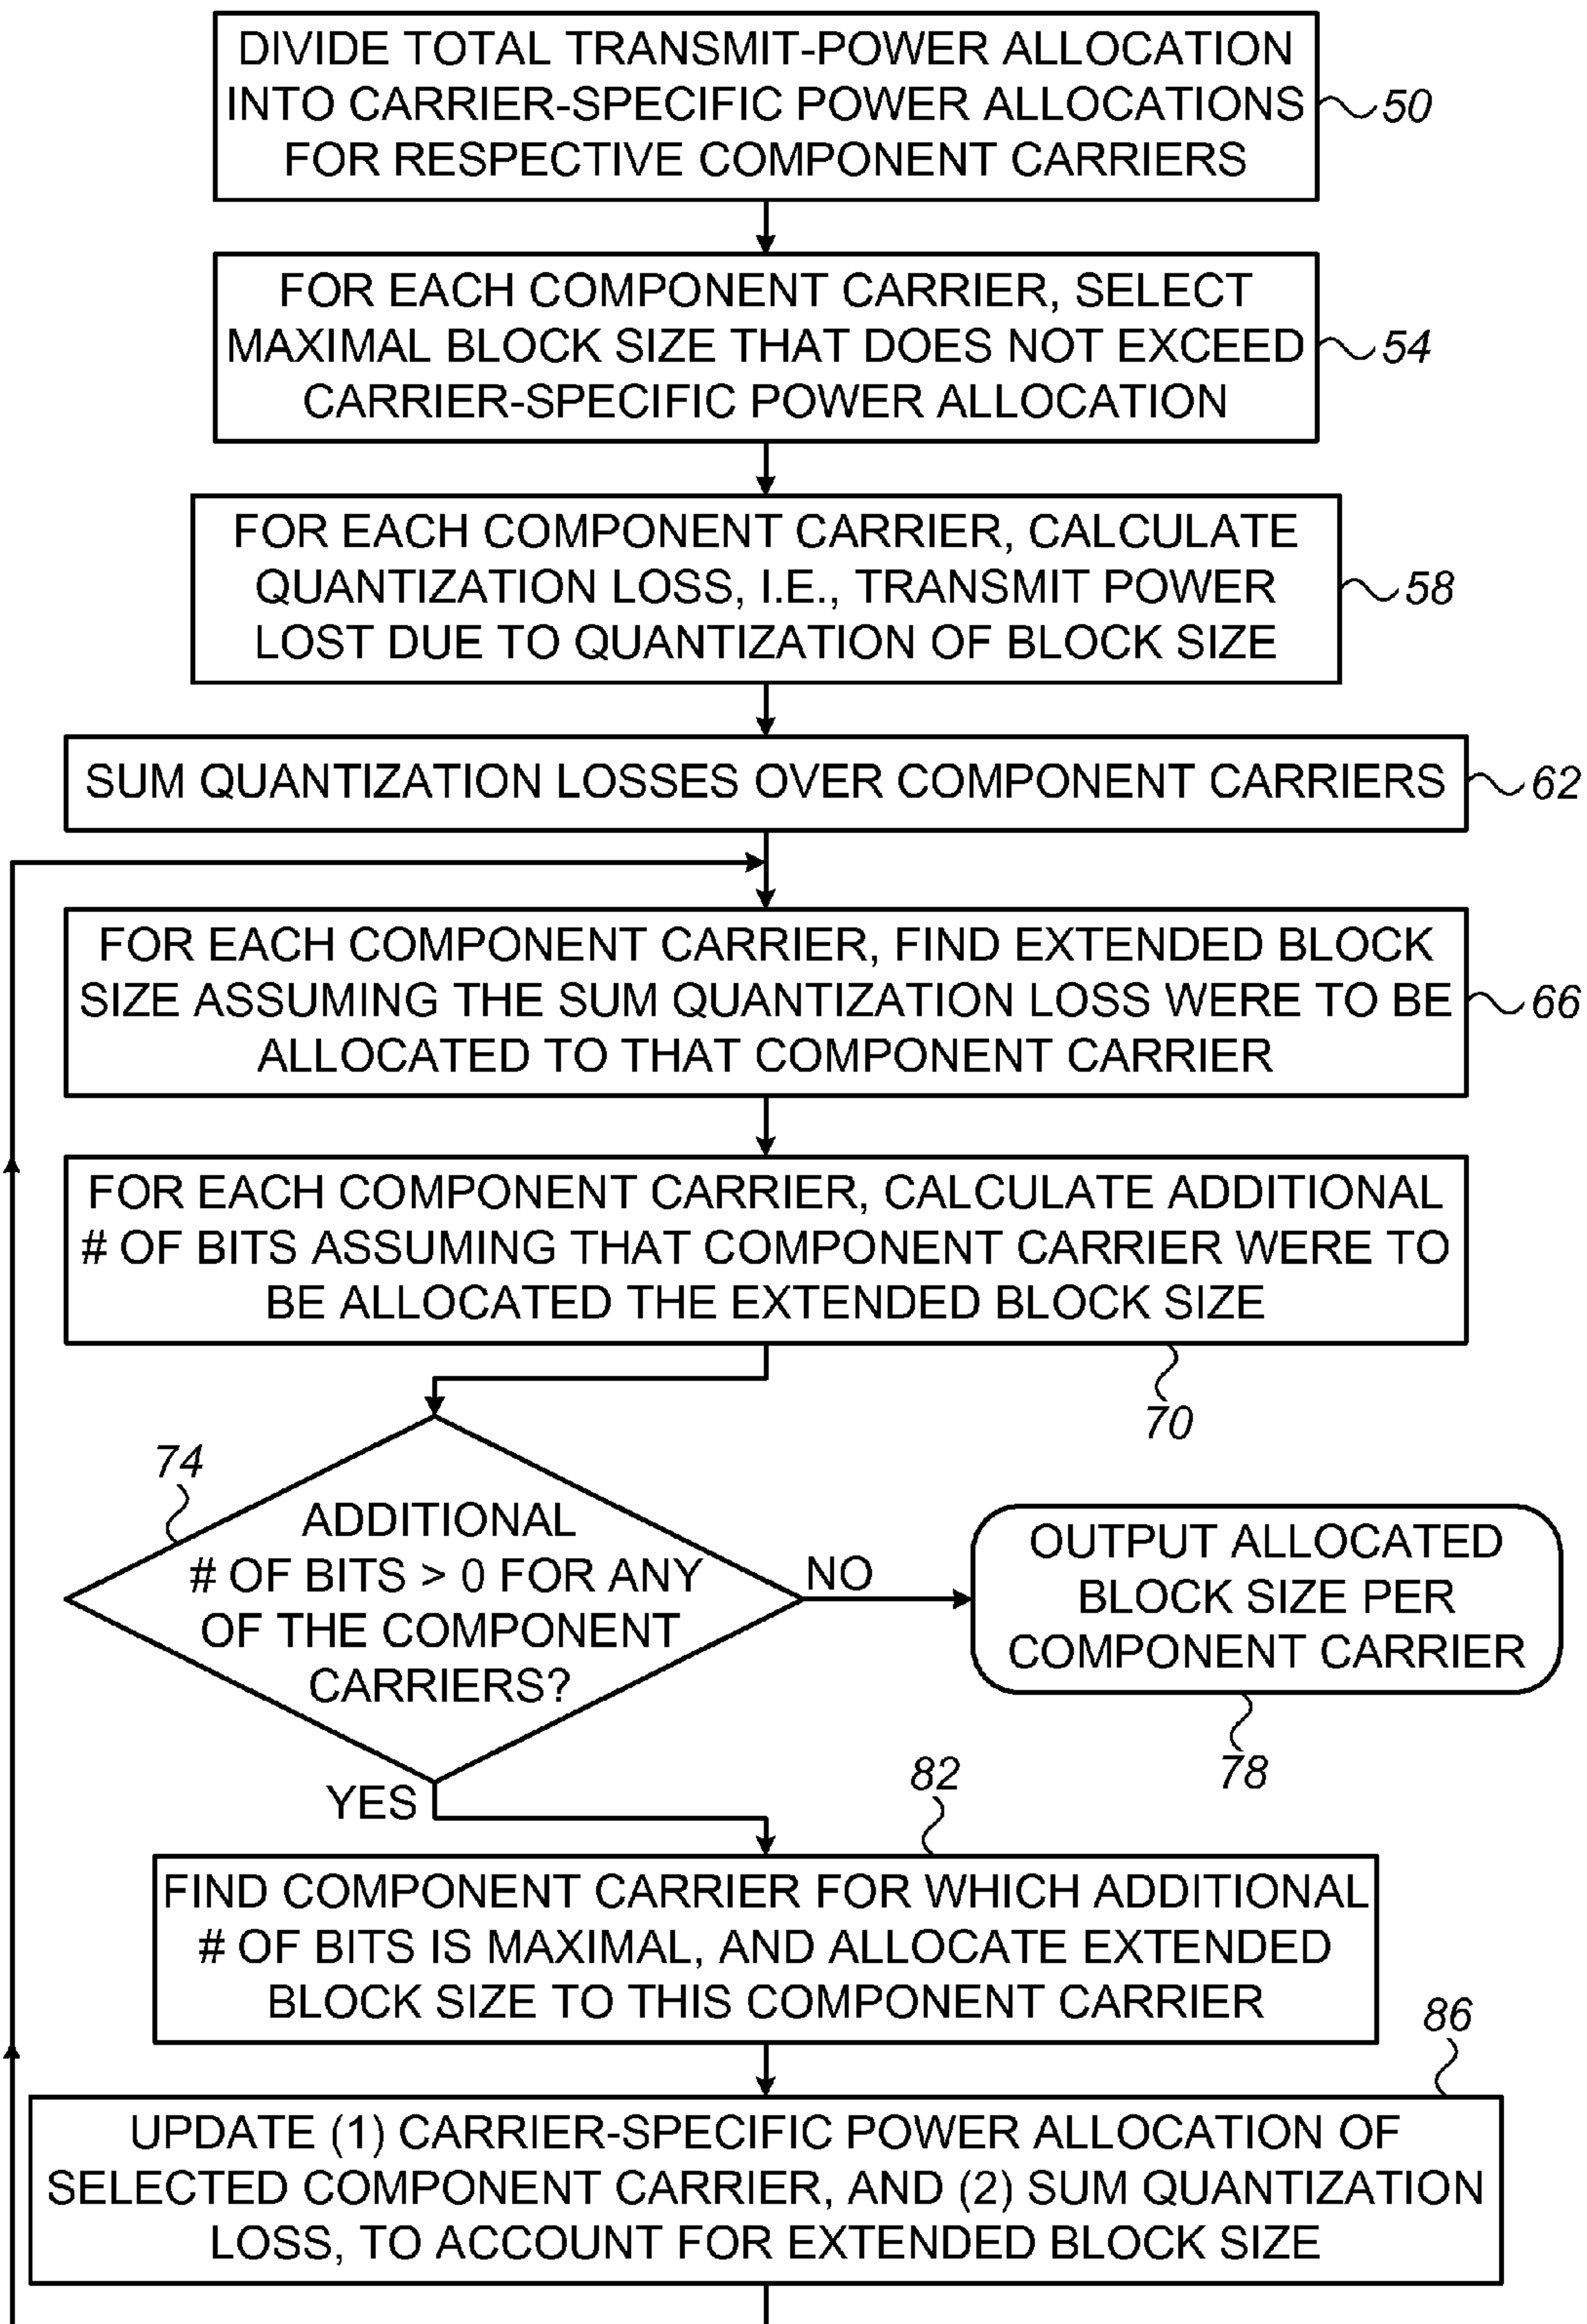 DIVIDE TOTAL TRANSMIT-POWER ALLOCATION
INTO CARRIER-SPECIFIC POWER ALLOCATIONS
FOR RESPECTIVE COMPONENT CARRIERS
50
FOR EACH COMPONENT CARRIER, SELECT
MAXIMAL BLOCK SIZE THAT DOES NOT EXCEED
CARRIER-SPECIFIC POWER ALLOCATION
54
FOR EACH COMPONENT CARRIER, CALCULATE
QUANTIZATION LOSS, I.E., TRANSMIT POWER
LOST DUE TO QUANTIZATION OF BLOCK SIZE
58
SUM QUANTIZATION LOSSES OVER COMPONENT CARRIERS
62
FOR EACH COMPONENT CARRIER, FIND EXTENDED BLOCK
SIZE ASSUMING THE SUM QUANTIZATION LOSS WERE TO BE
ALLOCATED TO THAT COMPONENT CARRIER
66
FOR EACH COMPONENT CARRIER, CALCULATE ADDITIONAL
# OF BITS ASSUMING THAT COMPONENT CARRIER WERE TO
BE ALLOCATED THE EXTENDED BLOCK SIZE
70
74
ADDITIONAL
# OF BITS > 0 FOR ANY
OF THE COMPONENT
CARRIERS?
NO
OUTPUT ALLOCATED
BLOCK SIZE PER
COMPONENT CARRIER
78
YES
82
FIND COMPONENT CARRIER FOR WHICH ADDITIONAL
# OF BITS IS MAXIMAL, AND ALLOCATE EXTENDED
BLOCK SIZE TO THIS COMPONENT CARRIER
86
UPDATE (1) CARRIER-SPECIFIC POWER ALLOCATION OF
SELECTED COMPONENT CARRIER, AND (2) SUM QUANTIZATION
LOSS, TO ACCOUNT FOR EXTENDED BLOCK SIZE